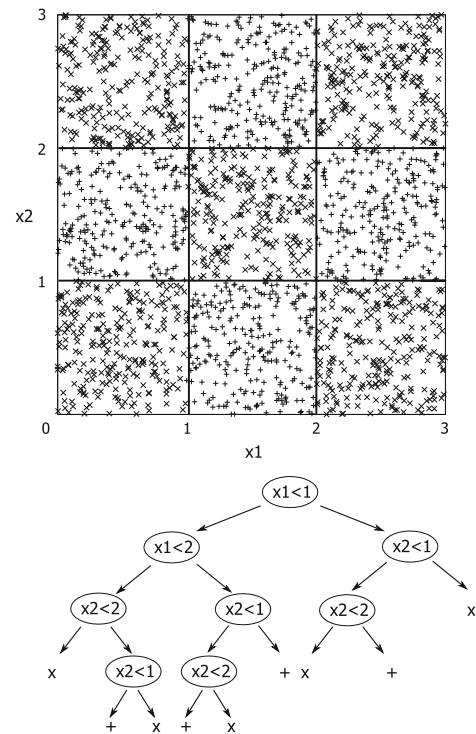 3
2
x2
1
0 1 2 3
x1
x1<1
x1<2 x2<1
x2<2 x2<1 x2<2 x
x x2<1 x2<2 + x +
+ x + x